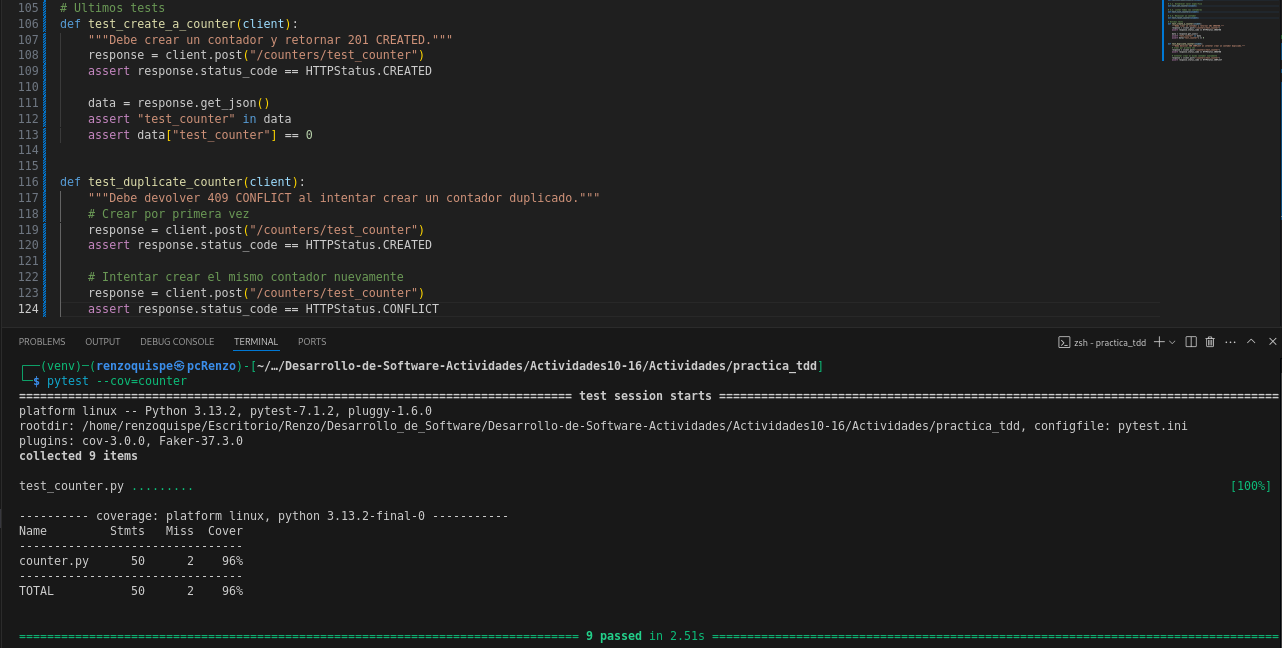 105 # Ultimos tests
106 def test_create_a_counter(client):
107     """Debe crear un contador y retornar 201 CREATED."""
108     response = client.post("/counters/test_counter")
109     assert response.status_code == HTTPStatus.CREATED
110
111     data = response.get_json()
112     assert "test_counter" in data
113     assert data["test_counter"] == 0
114
115
116 def test_duplicate_counter(client):
117     """Debe devolver 409 CONFLICT al intentar crear un contador duplicado."""
118     # Crear por primera vez
119     response = client.post("/counters/test_counter")
120     assert response.status_code == HTTPStatus.CREATED
121
122     # Intentar crear el mismo contador nuevamente
123     response = client.post("/counters/test_counter")
124     assert response.status_code == HTTPStatus.CONFLICT
PROBLEMS OUTPUT DEBUG CONSOLE TERMINAL PORTS zsh - practica_tdd
┌──(venv)─(renzoquispe㉿pcRenzo)-[~/…/Desarrollo-de-Software-Actividades/Actividades10-16/Actividades/practica_tdd]
└─$ pytest --cov=counter
=============================================================================== test session starts ================================================================================
platform linux -- Python 3.13.2, pytest-7.1.2, pluggy-1.6.0
rootdir: /home/renzoquispe/Escritorio/Renzo/Desarrollo_de_Software/Desarrollo-de-Software-Actividades/Actividades10-16/Actividades/practica_tdd, configfile: pytest.ini
plugins: cov-3.0.0, Faker-37.3.0
collected 9 items
test_counter.py ......... [100%]
---------- coverage: platform linux, python 3.13.2-final-0 -----------
Name         Stmts   Miss  Cover
--------------------------------
counter.py      50      2    96%
--------------------------------
TOTAL           50      2    96%
================================================================================ 9 passed in 2.51s =================================================================================